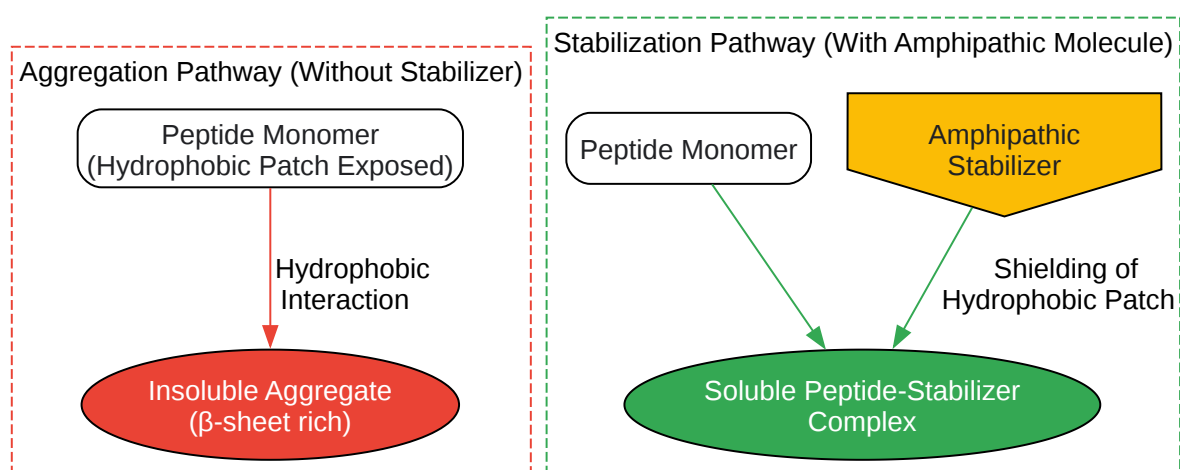 Aggregation Pathway (Without Stabilizer)
Peptide Monomer
(Hydrophobic Patch Exposed)
Hydrophobic
Interaction
Insoluble Aggregate
(β-sheet rich)
Stabilization Pathway (With Amphipathic Molecule)
Peptide Monomer
Amphipathic
Stabilizer
Shielding of
Hydrophobic Patch
Soluble Peptide-Stabilizer
Complex